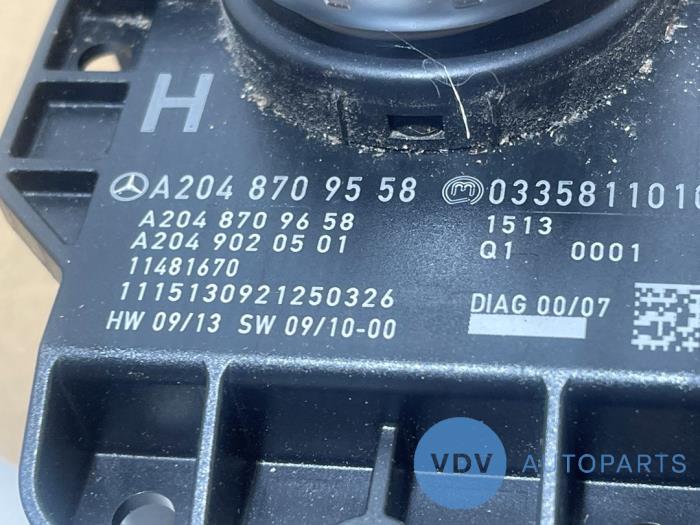 H
A204 870 95 58 0335811010
A204 870 96 58 1513
A204 902 05 01 Q1 0001
11481670
1115130921250326 DIAG 00/07
HW 09/13 SW 09/10-00
VDV AUTOPARTS